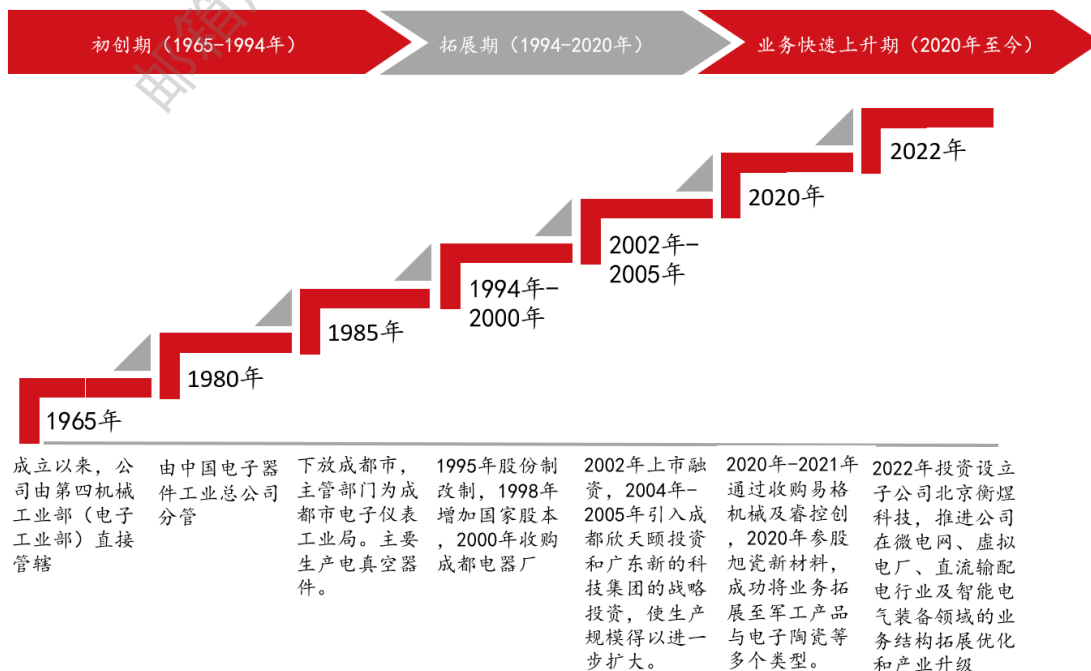 初创期（1965-1994年）
拓展期（1994-2020年）
业务快速上升期（2020年至今）
2022年
2020年
2002年-
2005年
1994年-
2000年
1985年
1980年
1965年
成立以来，公
司由第四机械
工业部（电子
工业部）直接
管辖
由中国电子器
件工业总公司
分管
下放成都市，
主管部门为成
都市电子仪表
工业局。主要
生产电真空器
件。
1995年股份制
改制，1998年
增加国家股本
，2000年收购
成都电器厂
2002年上市融
资，2004年-
2005年引入成
都欣天颐投资
和广东新的科
技集团的战略
投资，使生产
规模得以进一
步扩大。
2020年-2021年
通过收购易格
机械及睿控创
，2020年参股
旭瓷新材料，
成功将业务拓
展至军工产品
与电子陶瓷等
多个类型。
2022年投资设立
子公司北京衡煜
科技，推进公司
在微电网、虚拟
电厂、直流输配
电行业及智能电
气装备领域的业
务结构拓展优化
和产业升级
邮箱